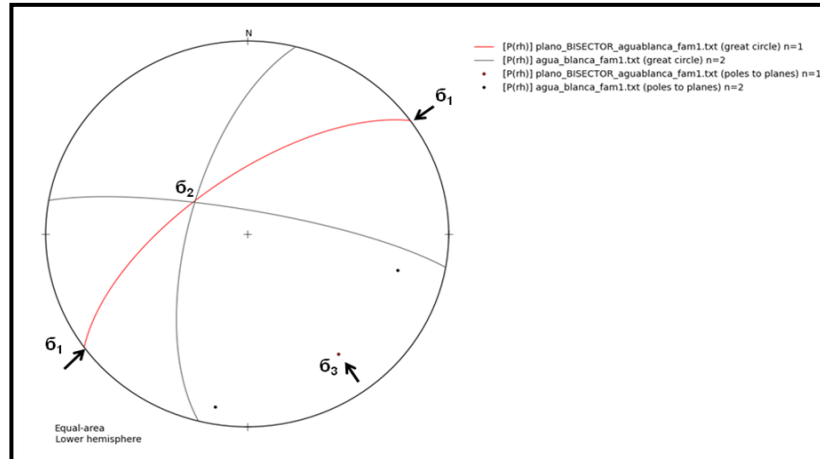 N
[P(rh)] plano_BISECTOR_aguablanca_fam1.txt (great circle) n=1
[P(rh)] agua_blanca_fam1.txt (great circle) n=2
[P(rh)] plano_BISECTOR_aguablanca_fam1.txt (poles to planes) n=1
[P(rh)] agua_blanca_fam1.txt (poles to planes) n=2
б₁
б₂
б₁
б₃
Equal-area
Lower hemisphere